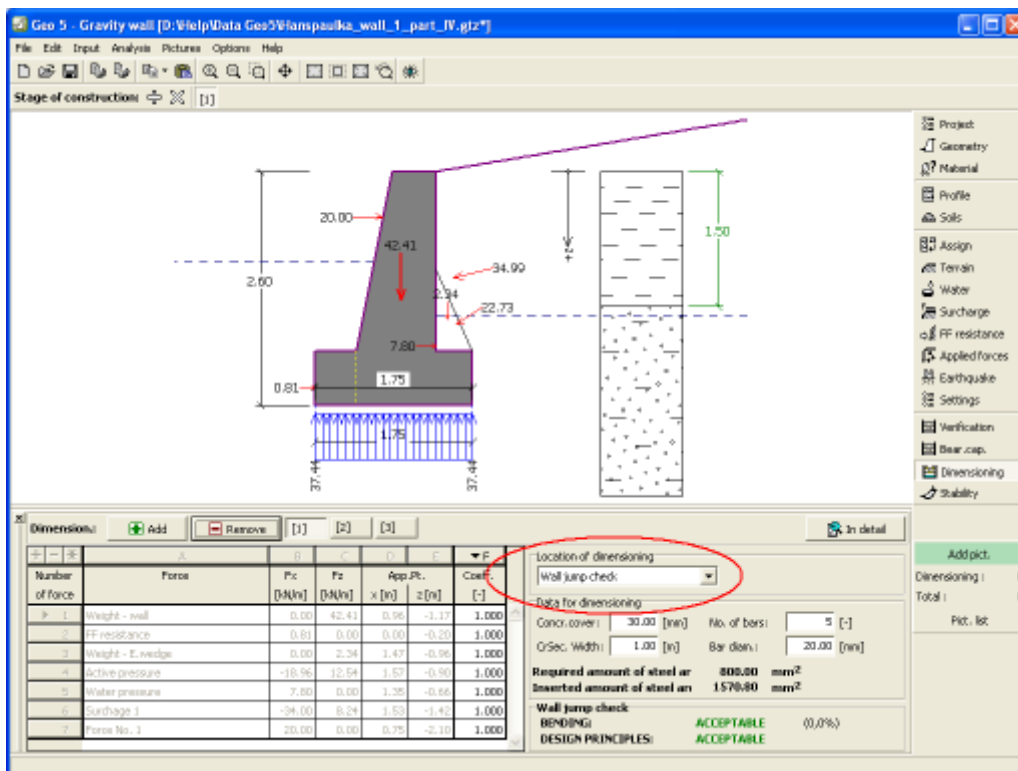 Geo 5 - Gravity wall [D:\Help\Data Geo5\Hanspaulka_wall_1_part_IV.gtz*]
File Edit Input Analysis Pictures Options Help
Stage of construction: [1]
20.00
42.41
2.60
34.99
2.34
22.73
7.80
1.75
0.81
1.75
37.44
37.44
+z
1.50
Project
Geometry
Material
Profile
Soils
Assign
Terrain
Water
Surcharge
FF resistance
Applied forces
Earthquake
Settings
Verification
Bear.cap.
Dimensioning
Stability
Add pict.
Dimensioning :
Total :
Pict. list
Dimension.: Add Remove [1] [2] [3] In detail
A B C D E F
Number Force Fx Fz App.Pt. Coeff.
of force [kN/m] [kN/m] x [m] z [m] [-]
1 Weight - wall 0.00 42.41 0.96 -1.17 1.000
2 FF resistance 0.81 0.00 0.00 -0.20 1.000
3 Weight - E.wedge 0.00 2.34 1.47 -0.96 1.000
4 Active pressure -18.96 12.54 1.57 -0.90 1.000
5 Water pressure 7.80 0.00 1.35 -0.66 1.000
6 Surchage 1 -34.00 8.24 1.53 -1.42 1.000
7 Force No. 1 20.00 0.00 0.75 -2.10 1.000
Location of dimensioning
Wall jump check
Data for dimensioning
Concr.cover: 30.00 [mm] No. of bars: 5 [-]
CrSec. Width: 1.00 [m] Bar diam.: 20.00 [mm]
Required amount of steel ar 800.00 mm2
Inserted amount of steel an 1570.80 mm2
Wall jump check
BENDING: ACCEPTABLE (0,0%)
DESIGN PRINCIPLES: ACCEPTABLE